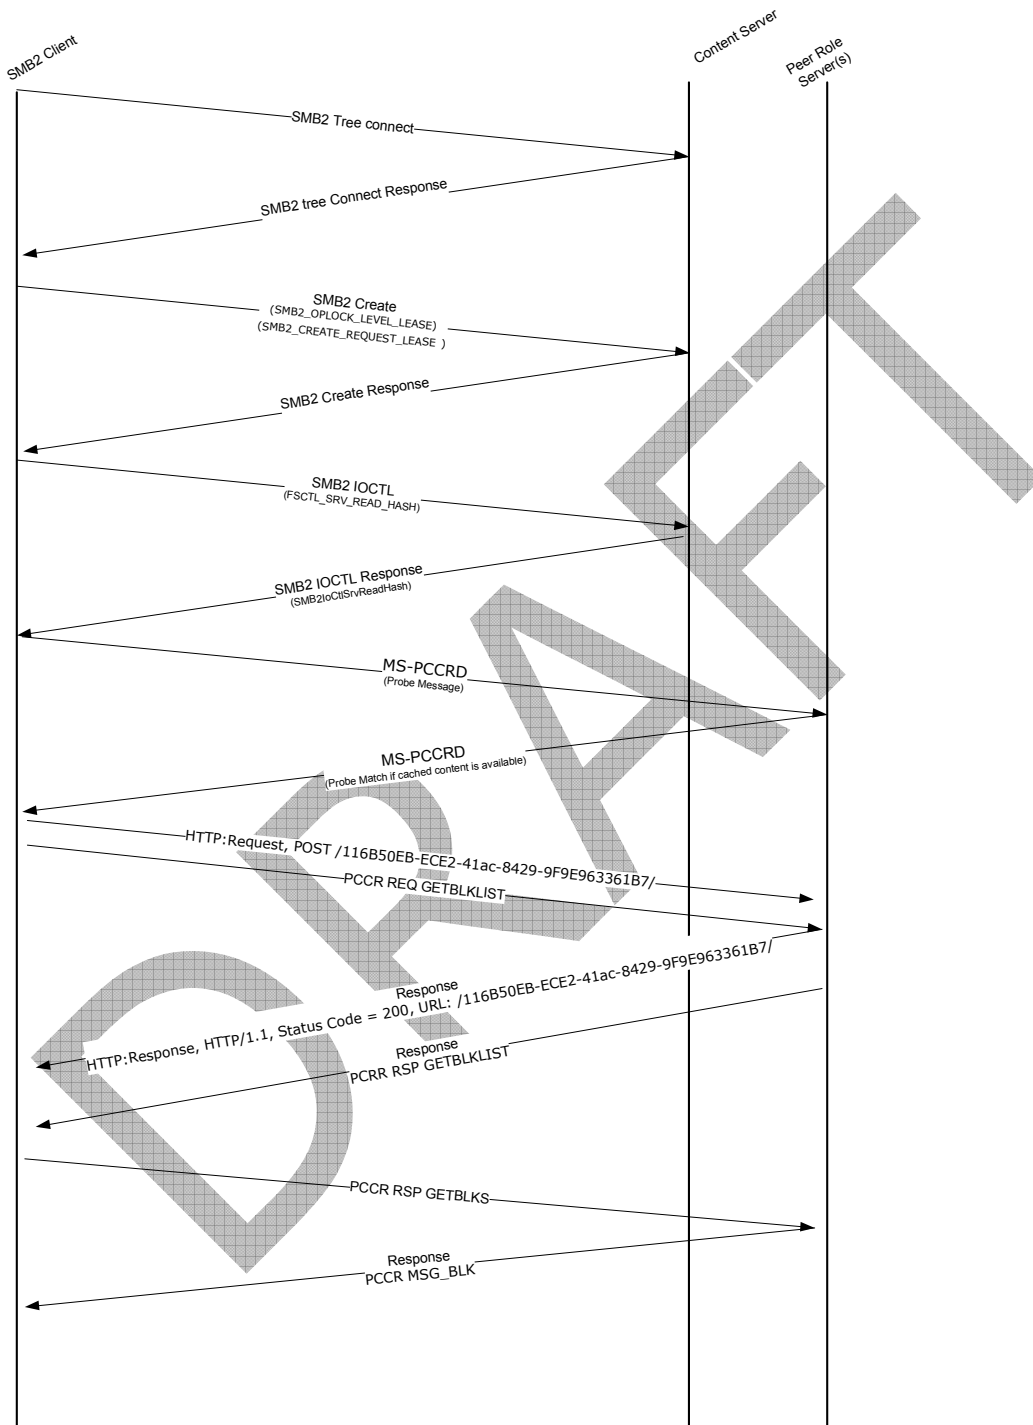 SMB2 Client
Content Server
Peer Role
Server(s)
SMB2 Tree connect
SMB2 tree Connect Response
SMB2 Create
(SMB2_OPLOCK_LEVEL_LEASE)
(SMB2_CREATE_REQUEST_LEASE )
SMB2 Create Response
SMB2 IOCTL
(FSCTL_SRV_READ_HASH)
SMB2 IOCTL Response
(SMB2IoCtlSrvReadHash)
MS-PCCRD
(Probe Message)
MS-PCCRD
(Probe Match if cached content is available)
HTTP:Request, POST /116B50EB-ECE2-41ac-8429-9F9E963361B7/
PCCR REQ GETBLKLIST
Response
HTTP:Response, HTTP/1.1, Status Code = 200, URL: /116B50EB-ECE2-41ac-8429-9F9E963361B7/
Response
PCRR RSP GETBLKLIST
PCCR RSP GETBLKS
Response
PCCR MSG_BLK
DRAFT